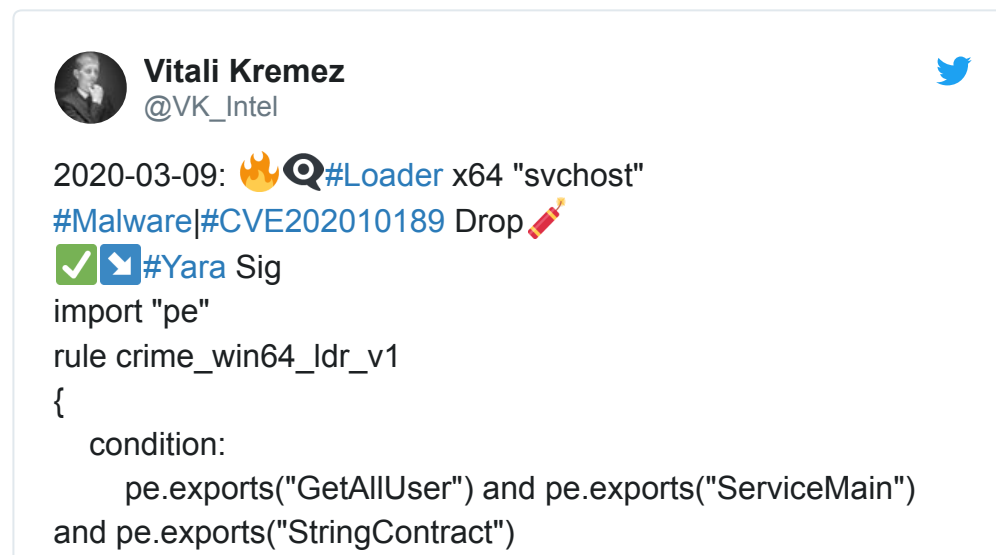 Vitali Kremez
@VK_Intel
2020-03-09: 🔥👁️‍🗨️#Loader x64 "svchost"
#Malware|#CVE202010189 Drop🧨
✅↘️#Yara Sig
import "pe"
rule crime_win64_ldr_v1
{
condition:
pe.exports("GetAllUser") and pe.exports("ServiceMain")
and pe.exports("StringContract")